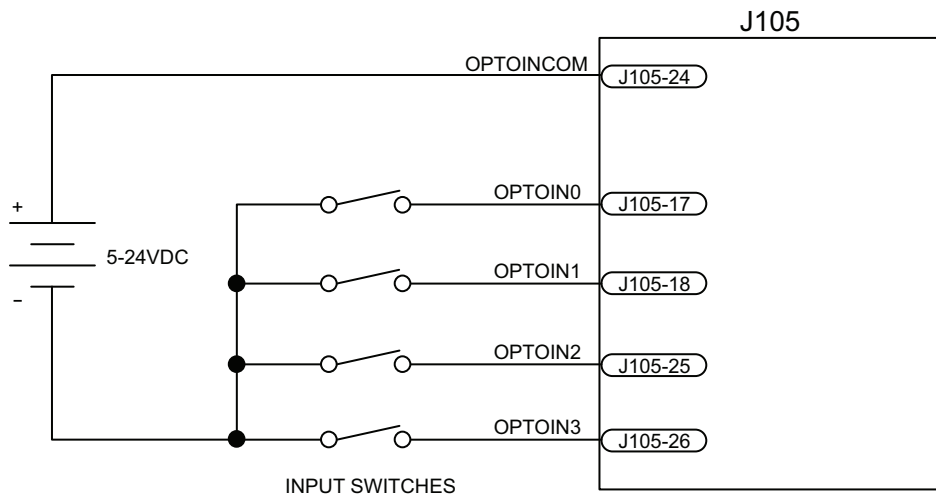 J105
OPTOINCOM
J105-24
+
5-24VDC
-
OPTOIN0
J105-17
OPTOIN1
J105-18
OPTOIN2
J105-25
OPTOIN3
J105-26
INPUT SWITCHES